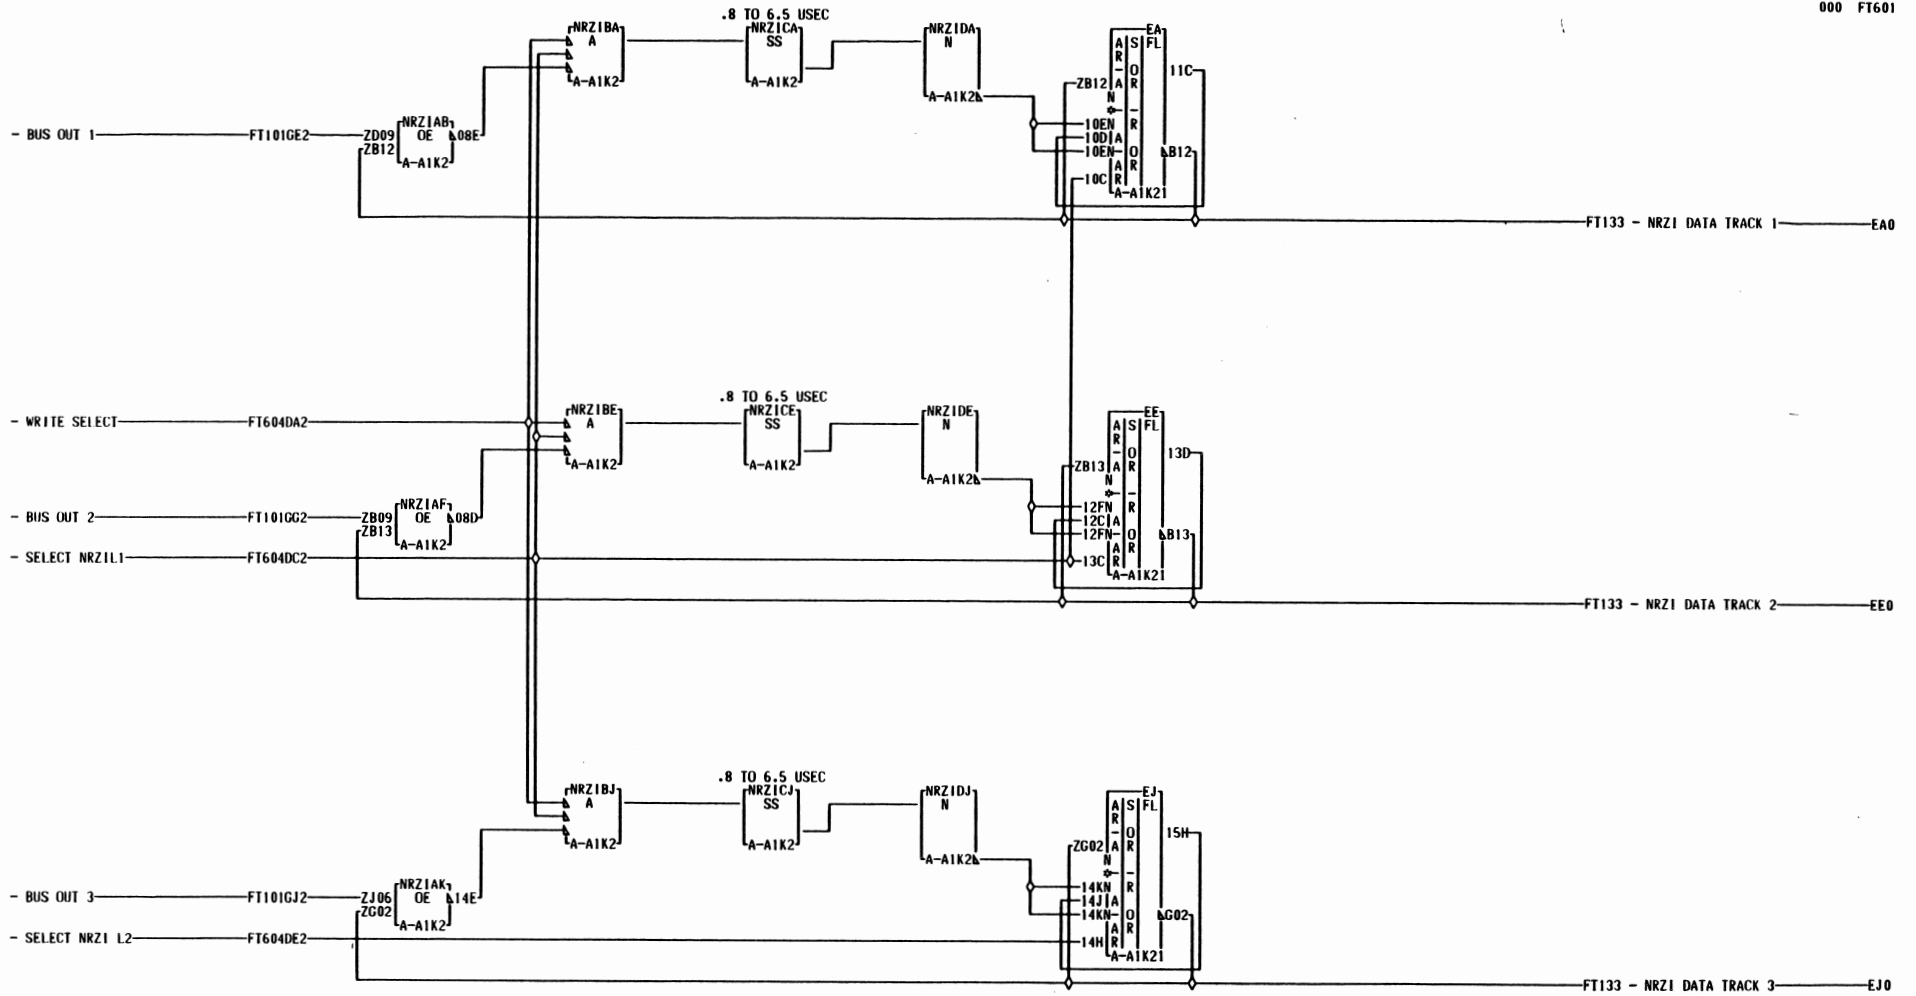 000 FT601
.8 TO 6.5 USEC
NRZIBA
A
A-A1K2
NRZICA
SS
A-A1K2
NRZIDA
N
A-A1K2
EA
A S FL
R
- O
ZB12 A R
N
* - -
10EN R
10D A
10EN - O
A R
10C R
A-A1K21
11C
B12
- BUS OUT 1 FT101GE2 ZD09
ZB12
NRZIAB
OE
A-A1K2
08E
FT133 - NRZI DATA TRACK 1 EA0
.8 TO 6.5 USEC
- WRITE SELECT FT604DA2
NRZIBE
A
A-A1K2
NRZICE
SS
A-A1K2
NRZIDE
N
A-A1K2
EE
A S FL
R
- O
ZB13 A R
N
* - -
12FN R
12C A
12FN - O
A R
13C R
A-A1K21
13D
B13
- BUS OUT 2 FT101GG2 ZB09
ZB13
NRZIAF
OE
A-A1K2
08D
- SELECT NRZIL1 FT604DC2
FT133 - NRZI DATA TRACK 2 EE0
.8 TO 6.5 USEC
NRZIBJ
A
A-A1K2
NRZICJ
SS
A-A1K2
NRZIDJ
N
A-A1K2
EJ
A S FL
R
- O
ZG02 A R
N
* - -
14KN R
14J A
14KN - O
A R
14H R
A-A1K21
15H
G02
- BUS OUT 3 FT101GJ2 ZJ06
ZG02
NRZIAK
OE
A-A1K2
14E
- SELECT NRZI L2 FT604DE2
FT133 - NRZI DATA TRACK 3 EJ0